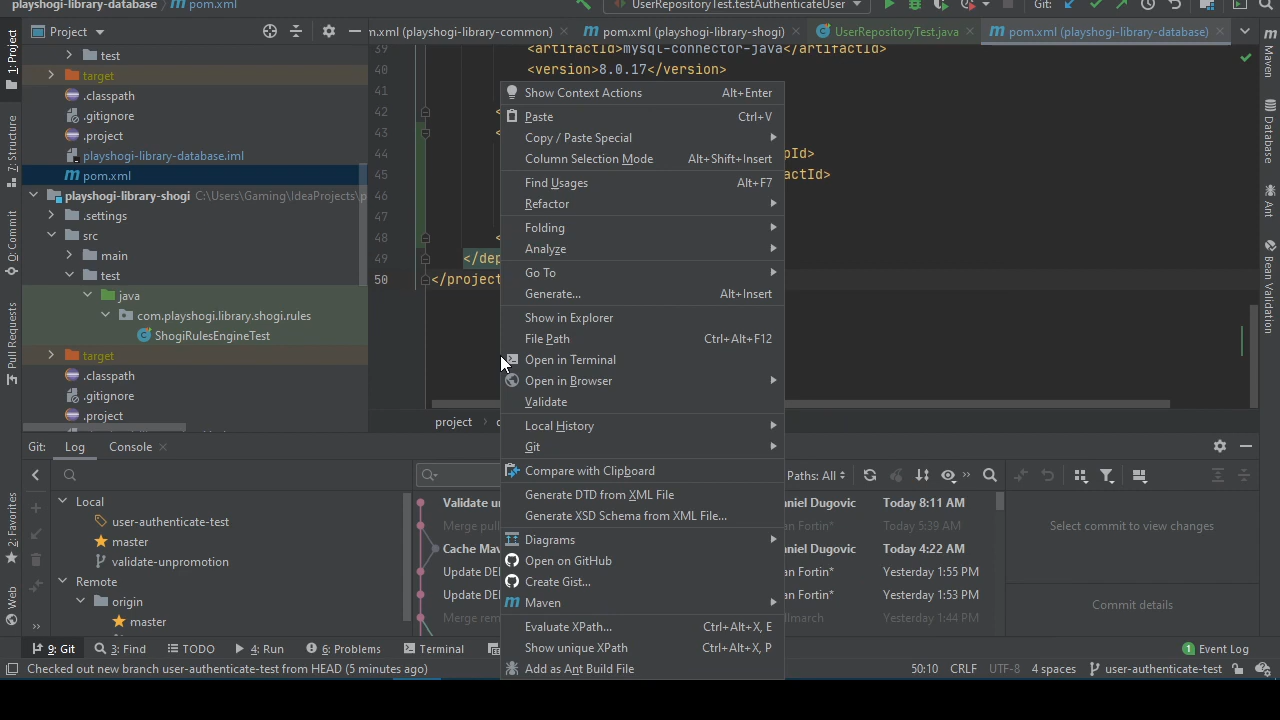 playshogi-library-database
pom.xml
UserRepositoryTest.testAuthenticateUser
Git:
Project
n.xml (playshogi-library-common)
pom.xml (playshogi-library-shogi)
UserRepositoryTest.java
pom.xml (playshogi-library-database)
1: Project
7: Structure
0: Commit
Pull Requests
2: Favorites
Web
Maven
Database
Ant
Bean Validation
test
target
.classpath
.gitignore
.project
playshogi-library-database.iml
pom.xml
playshogi-library-shogi C:\Users\Gaming\IdeaProjects\p
.settings
src
main
test
java
com.playshogi.library.shogi.rules
ShogiRulesEngineTest
target
.classpath
.gitignore
.project
39 <artifactId>mysql-connector-java</artifactId>
40 <version>8.0.17</version>
41
42 <
43 <
44 pId>
45 actId>
46
47
48 <
49 </dep
50 </project
project
Show Context Actions Alt+Enter
Paste Ctrl+V
Copy / Paste Special
Column Selection Mode Alt+Shift+Insert
Find Usages Alt+F7
Refactor
Folding
Analyze
Go To
Generate... Alt+Insert
Show in Explorer
File Path Ctrl+Alt+F12
Open in Terminal
Open in Browser
Validate
Local History
Git
Compare with Clipboard
Generate DTD from XML File
Generate XSD Schema from XML File...
Diagrams
Open on GitHub
Create Gist...
Maven
Evaluate XPath... Ctrl+Alt+X, E
Show unique XPath Ctrl+Alt+X, P
Add as Ant Build File
Git: Log Console
Paths: All
Local
user-authenticate-test
master
validate-unpromotion
Remote
origin
master
Validate u niel Dugovic Today 8:11 AM
Merge pull an Fortin* Today 5:39 AM
Cache Mav niel Dugovic Today 4:22 AM
Update DE an Fortin* Yesterday 1:55 PM
Update DE an Fortin* Yesterday 1:53 PM
Merge rem llmarch Yesterday 1:44 PM
Select commit to view changes
Commit details
9: Git
3: Find
TODO
4: Run
6: Problems
Terminal
1 Event Log
Checked out new branch user-authenticate-test from HEAD (5 minutes ago)
50:10 CRLF UTF-8 4 spaces user-authenticate-test